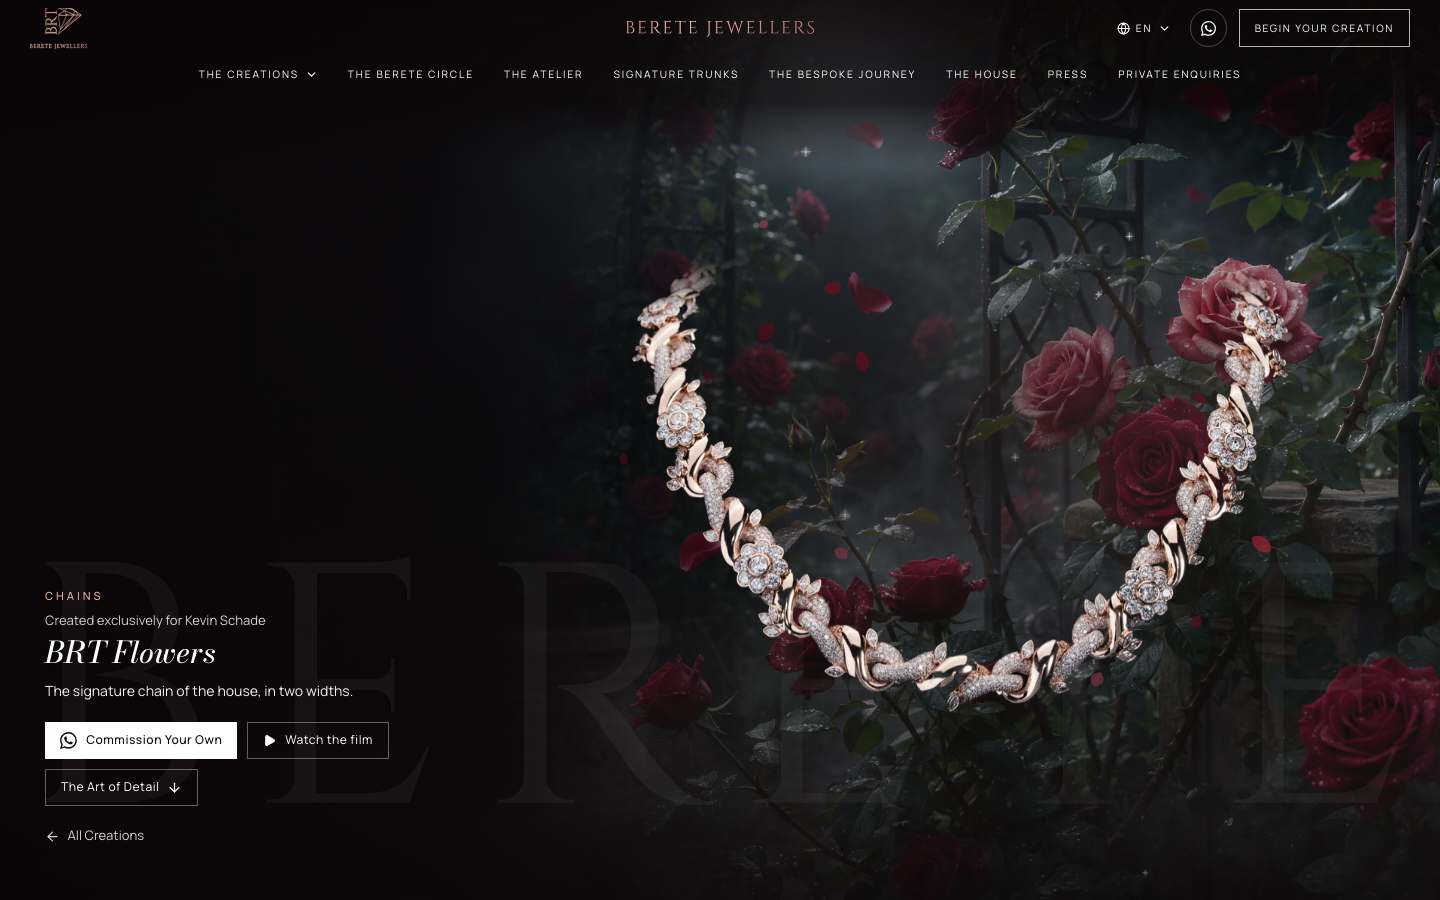 BRT
BERETE JEWELLERS
BERETE JEWELLERS
EN
BEGIN YOUR CREATION
THE CREATIONS
THE BERETE CIRCLE
THE ATELIER
SIGNATURE TRUNKS
THE BESPOKE JOURNEY
THE HOUSE
PRESS
PRIVATE ENQUIRIES
BERETE
CHAINS
Created exclusively for Kevin Schade
BRT Flowers
The signature chain of the house, in two widths.
Commission Your Own
Watch the film
The Art of Detail
All Creations